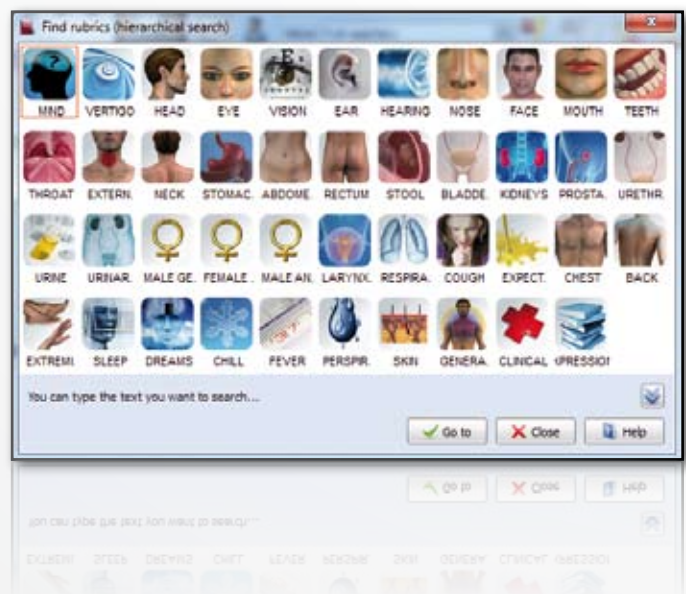 Find rubrics (hierarchical search)
MIND VERTIGO HEAD EYE VISION EAR HEARING NOSE FACE MOUTH TEETH
THROAT EXTERN. NECK STOMAC. ABDOME. RECTUM STOOL BLADDE. KIDNEYS PROSTA. URETHR.
URINE URINAR. MALE GE. FEMALE . MALE AN. LARYNX. RESPIRA. COUGH EXPECT. CHEST BACK
EXTREMI SLEEP DREAMS CHILL FEVER PERSPIR. SKIN GENERA. CLINICAL XPRESSION
You can type the text you want to search...
Go to Close Help